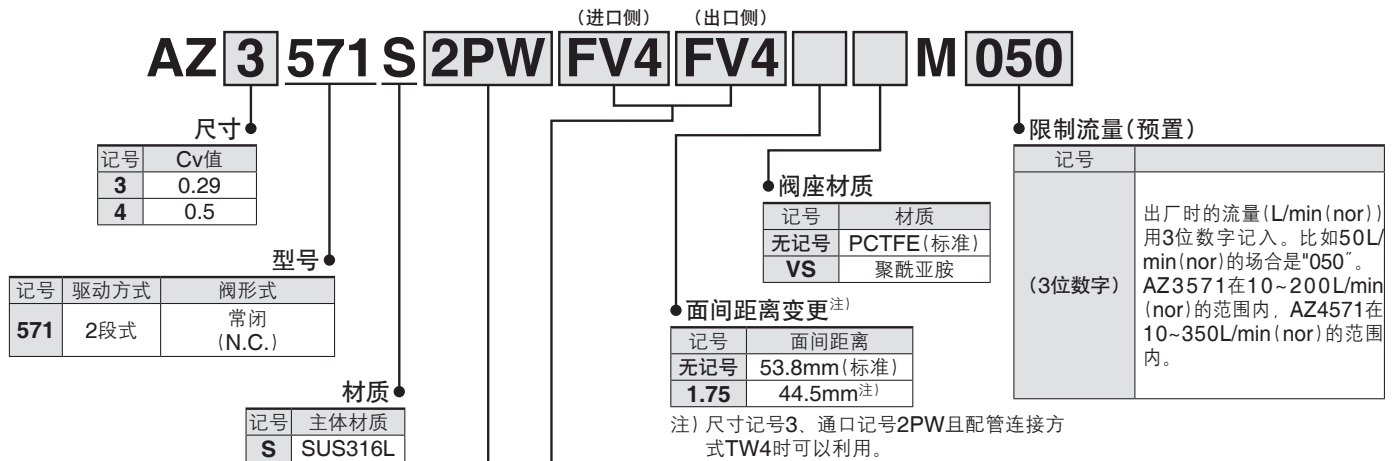 (进口侧) (出口侧)
AZ 3 571 S 2PW FV4 FV4 M 050
尺寸
记号 Cv值
3 0.29
4 0.5
型号
记号 驱动方式 阀形式
571 2段式 常闭
(N.C.)
材质
记号 主体材质
S SUS316L
阀座材质
记号 材质
无记号 PCTFE(标准)
VS 聚酰亚胺
面间距离变更注)
记号 面间距离
无记号 53.8mm(标准)
1.75 44.5mm注)
注) 尺寸记号3、通口记号2PW且配管连接方
式TW4时可以利用。
限制流量(预置)
记号
(3位数字)
出厂时的流量(L/min(nor))
用3位数字记入。比如50L/
min(nor)的场合是"050″。
AZ3571在10~200L/min
(nor)的范围内, AZ4571在
10~350L/min(nor)的范围
内。